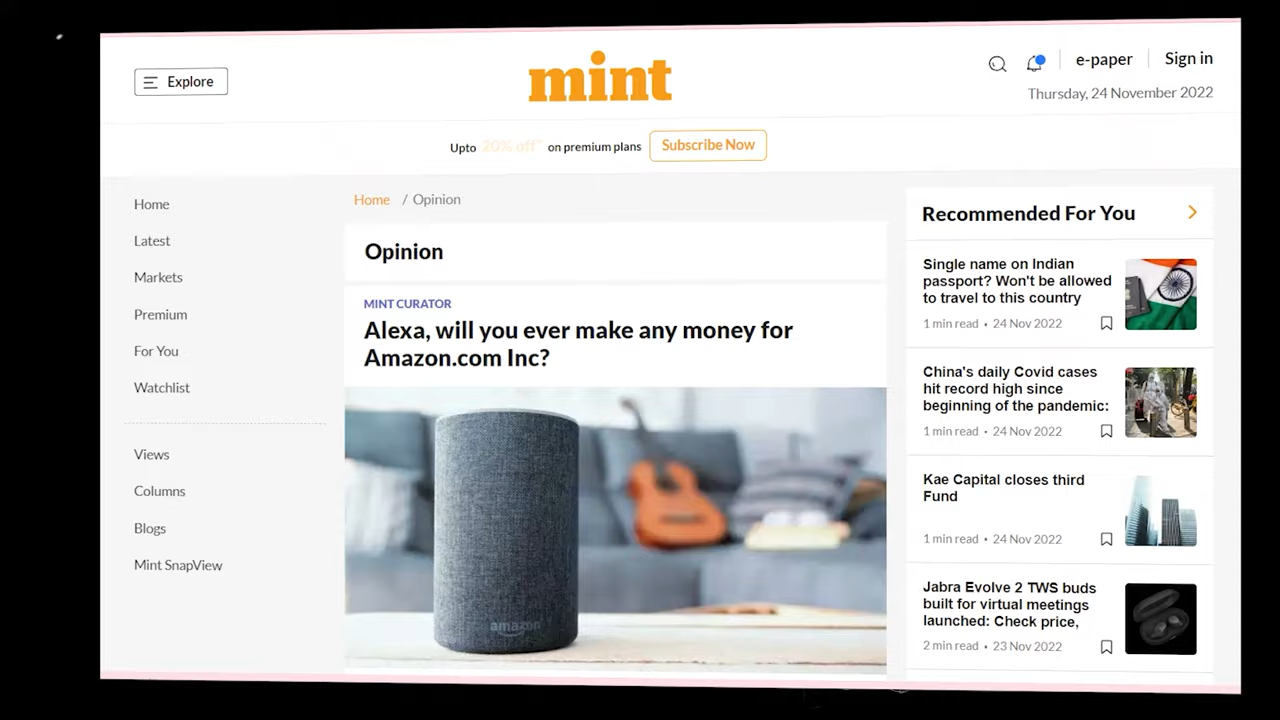 Explore
mint
e-paper
Sign in
Thursday, 24 November 2022
Upto 20% off* on premium plans
Subscribe Now
Home
Latest
Markets
Premium
For You
Watchlist
Views
Columns
Blogs
Mint SnapView
Home / Opinion
Opinion
MINT CURATOR
Alexa, will you ever make any money for
Amazon.com Inc?
amazon
Recommended For You
Single name on Indian
passport? Won't be allowed
to travel to this country
1 min read • 24 Nov 2022
China's daily Covid cases
hit record high since
beginning of the pandemic:
1 min read • 24 Nov 2022
Kae Capital closes third
Fund
1 min read • 24 Nov 2022
Jabra Evolve 2 TWS buds
built for virtual meetings
launched: Check price,
2 min read • 23 Nov 2022